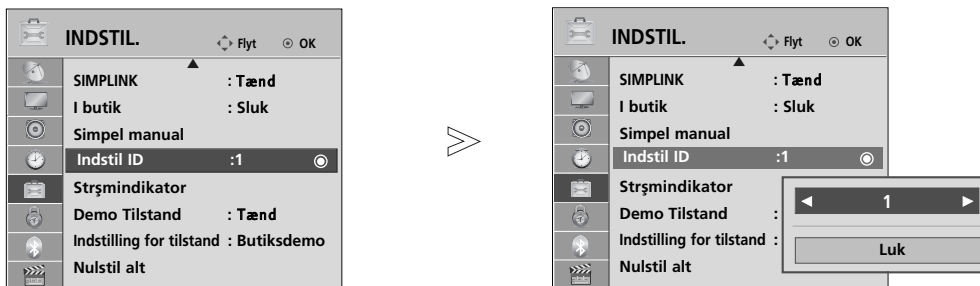 INDSTIL. Flyt OK
SIMPLINK : Tænd
I butik : Sluk
Simpel manual
Indstil ID :1
Strşmindikator
Demo Tilstand : Tænd
Indstilling for tilstand : Butiksdemo
Nulstil alt
INDSTIL. Flyt OK
SIMPLINK : Tænd
I butik : Sluk
Simpel manual
Indstil ID :1
Strşmindikator
Demo Tilstand :
Indstilling for tilstand :
Nulstil alt
◄ 1 ►
Luk